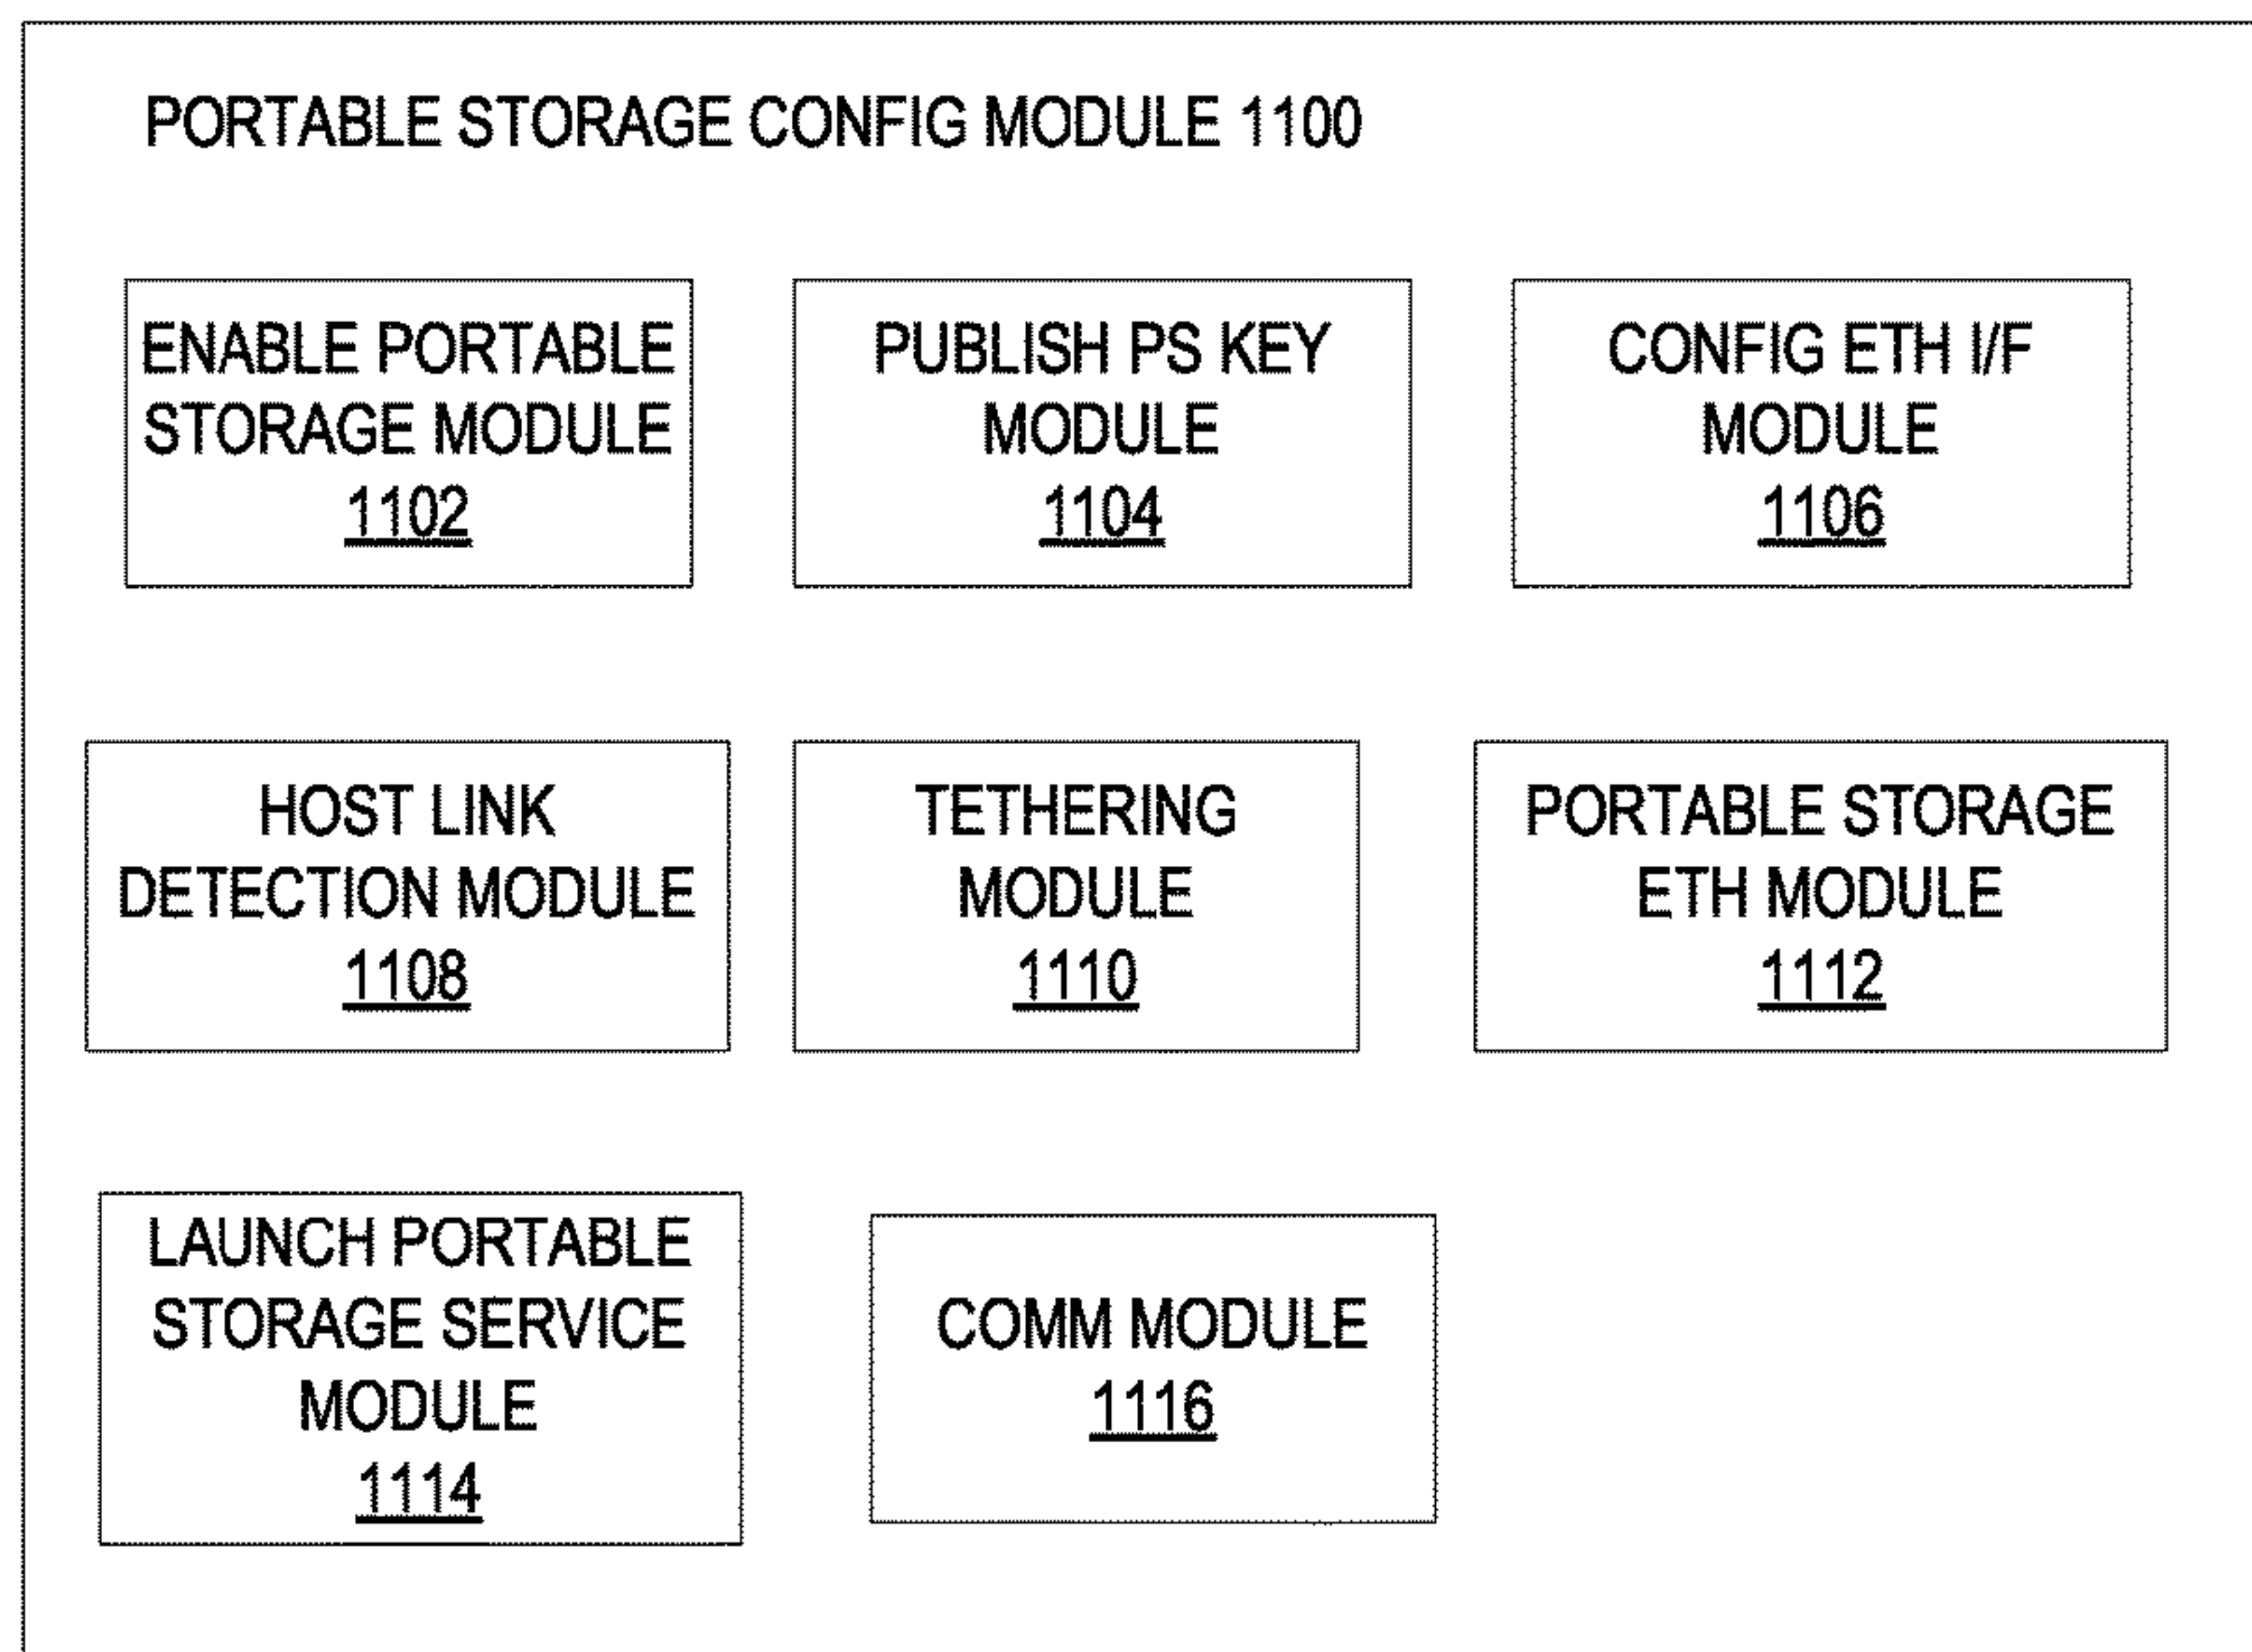 PORTABLE STORAGE CONFIG MODULE 1100
ENABLE PORTABLE
STORAGE MODULE
1102
PUBLISH PS KEY
MODULE
1104
CONFIG ETH I/F
MODULE
1106
HOST LINK
DETECTION MODULE
1108
TETHERING
MODULE
1110
PORTABLE STORAGE
ETH MODULE
1112
LAUNCH PORTABLE
STORAGE SERVICE
MODULE
1114
COMM MODULE
1116